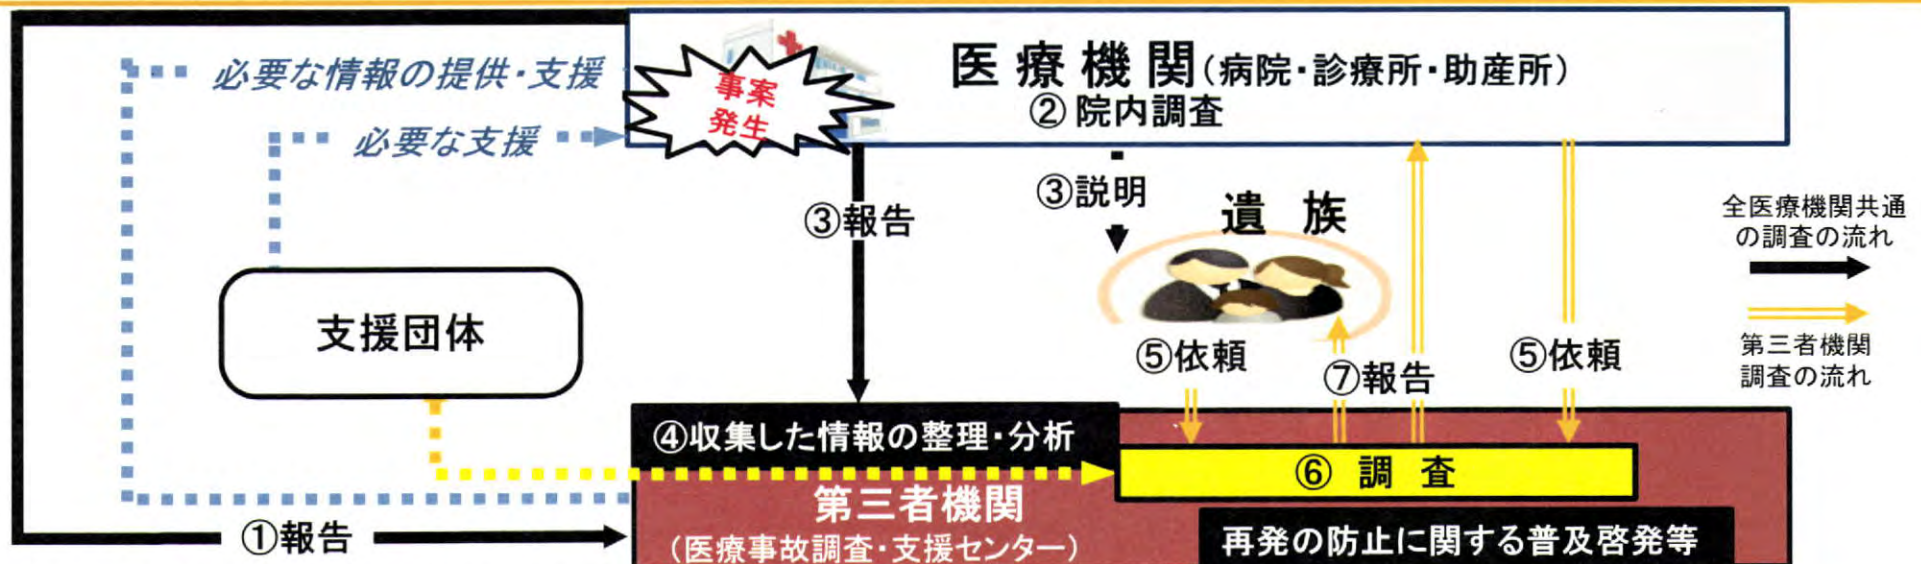 必要な情報の提供・支援
事案
発生
医療機関(病院・診療所・助産所)
②院内調査
必要な支援
③報告
③説明
遺族
全医療機関共通
の調査の流れ
支援団体
⑤依頼
⑦報告
⑤依頼
第三者機関
調査の流れ
④収集した情報の整理・分析
⑥調査
第三者機関
(医療事故調査・支援センター)
再発の防止に関する普及啓発等
①報告